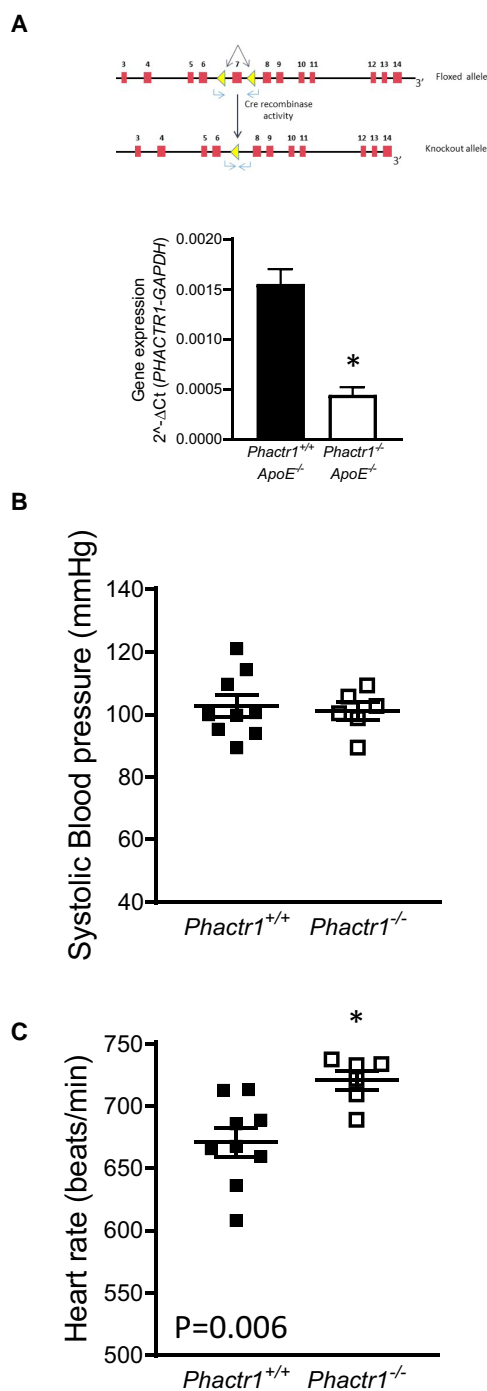 A
3 4 5 6 7 8 9 10 11 12 13 14
3’ Floxed allele
Cre recombinase
activity
3 4 5 6 8 9 10 11 12 13 14
3’ Knockout allele
Gene expression
2^-ΔCt (PHACTR1-GAPDH)
0.0020
0.0015
0.0010
0.0005
0.0000
*
Phactr1+/+ Phactr1-/-
ApoE-/- ApoE-/-
B
Systolic Blood pressure (mmHg)
140
120
100
80
60
40
Phactr1+/+ Phactr1-/-
C
Heart rate (beats/min)
*
750
700
650
600
550
500
P=0.006
Phactr1+/+ Phactr1-/-